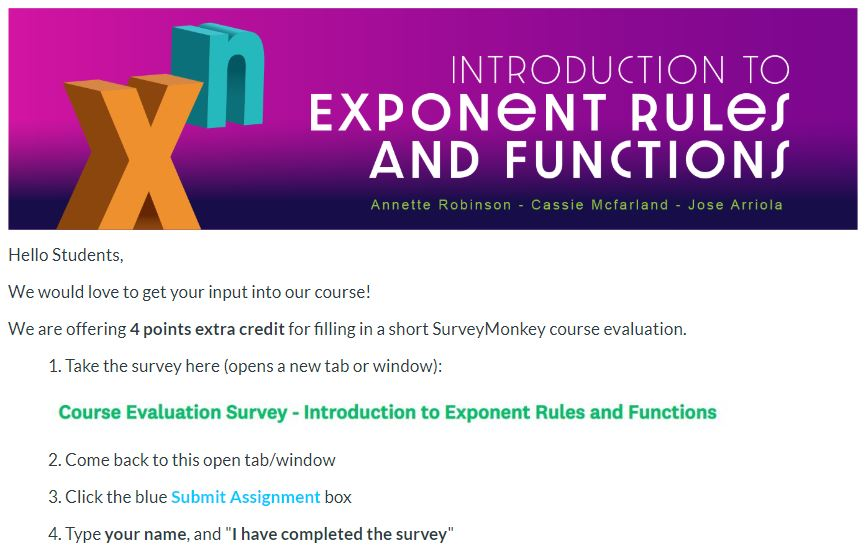 xn
INTRODUCTION TO
EXPONENT RULES
AND FUNCTIONS
Annette Robinson - Cassie Mcfarland - Jose Arriola
Hello Students,
We would love to get your input into our course!
We are offering 4 points extra credit for filling in a short SurveyMonkey course evaluation.
1. Take the survey here (opens a new tab or window):
Course Evaluation Survey - Introduction to Exponent Rules and Functions
2. Come back to this open tab/window
3. Click the blue Submit Assignment box
4. Type your name, and "I have completed the survey"